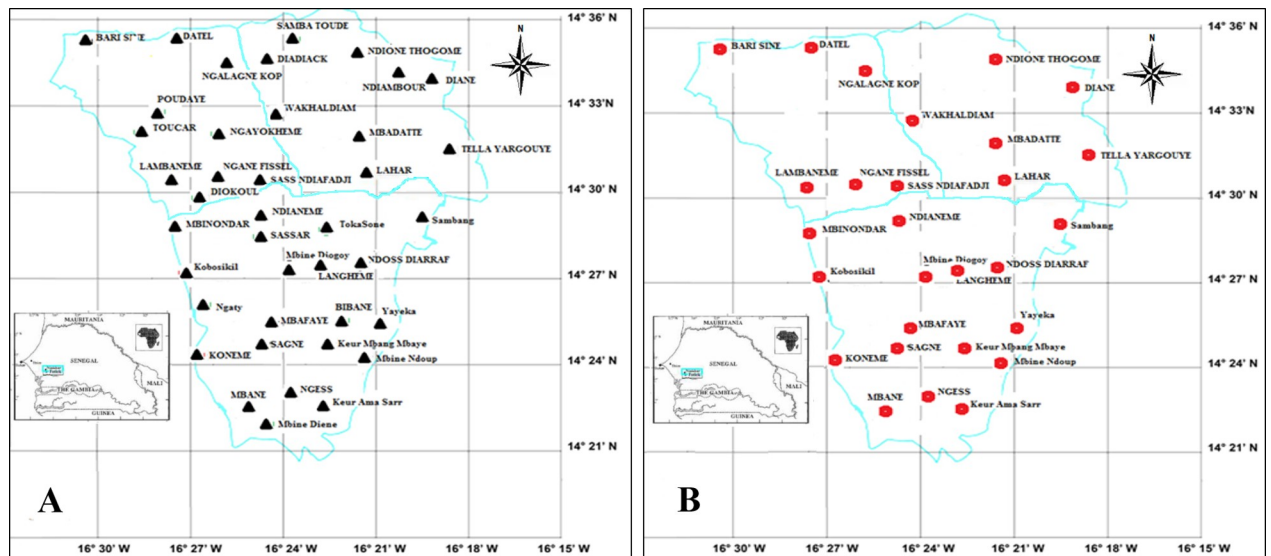 SAMBA TOUDE
N
14° 36' N
BARI SINE
DATEL
DIADIACK
NDIONE THOGOME
NGALAGNE KOP
NDIAMBOUR
DIANE
POUDAYE
WAKHALDIAM
14° 33' N
TOUCAR
NGAYOKHEME
MBADATTE
TELLA YARGOUYE
LAMBANEME
NGANE FISSEL
SASS NDIAFADJI
LAHAR
DIOKOUL
14° 30' N
MBINONDAR
NDIANEME
TokaSone
Sambang
SASSAR
Kobosikil
Mbine Diogoy
LANGHEME
NDOSS DIARRAF
14° 27' N
Ngaty
MBAFAYE
BIBANE
Yayeka
KONEME
SAGNE
Keur Mbang Mbaye
Mbine Ndoup
14° 24' N
MBANE
NGESS
Keur Ama Sarr
Mbine Diene
14° 21' N
MAURITANIA
SENEGAL
MALI
THE GAMBIA
GUINEA
A
16° 30' W
16° 27' W
16° 24' W
16° 21' W
16° 18' W
16° 15' W
N
14° 36' N
BARI SINE
DATEL
NDIONE THOGOME
NGALAGNE KOP
DIANE
WAKHALDIAM
14° 33' N
MBADATTE
TELLA YARGOUYE
LAMBANEME
NGANE FISSEL
SASS NDIAFADJI
LAHAR
14° 30' N
MBINONDAR
NDIANEME
Sambang
Kobosikil
Mbine Diogoy
LANGHEME
NDOSS DIARRAF
14° 27' N
MBAFAYE
Yayeka
KONEME
SAGNE
Keur Mbang Mbaye
Mbine Ndoup
14° 24' N
MBANE
NGESS
Keur Ama Sarr
14° 21' N
MAURITANIA
SENEGAL
MALI
THE GAMBIA
GUINEA
B
16° 30' W
16° 27' W
16° 24' W
16° 21' W
16° 18' W
16° 15' W